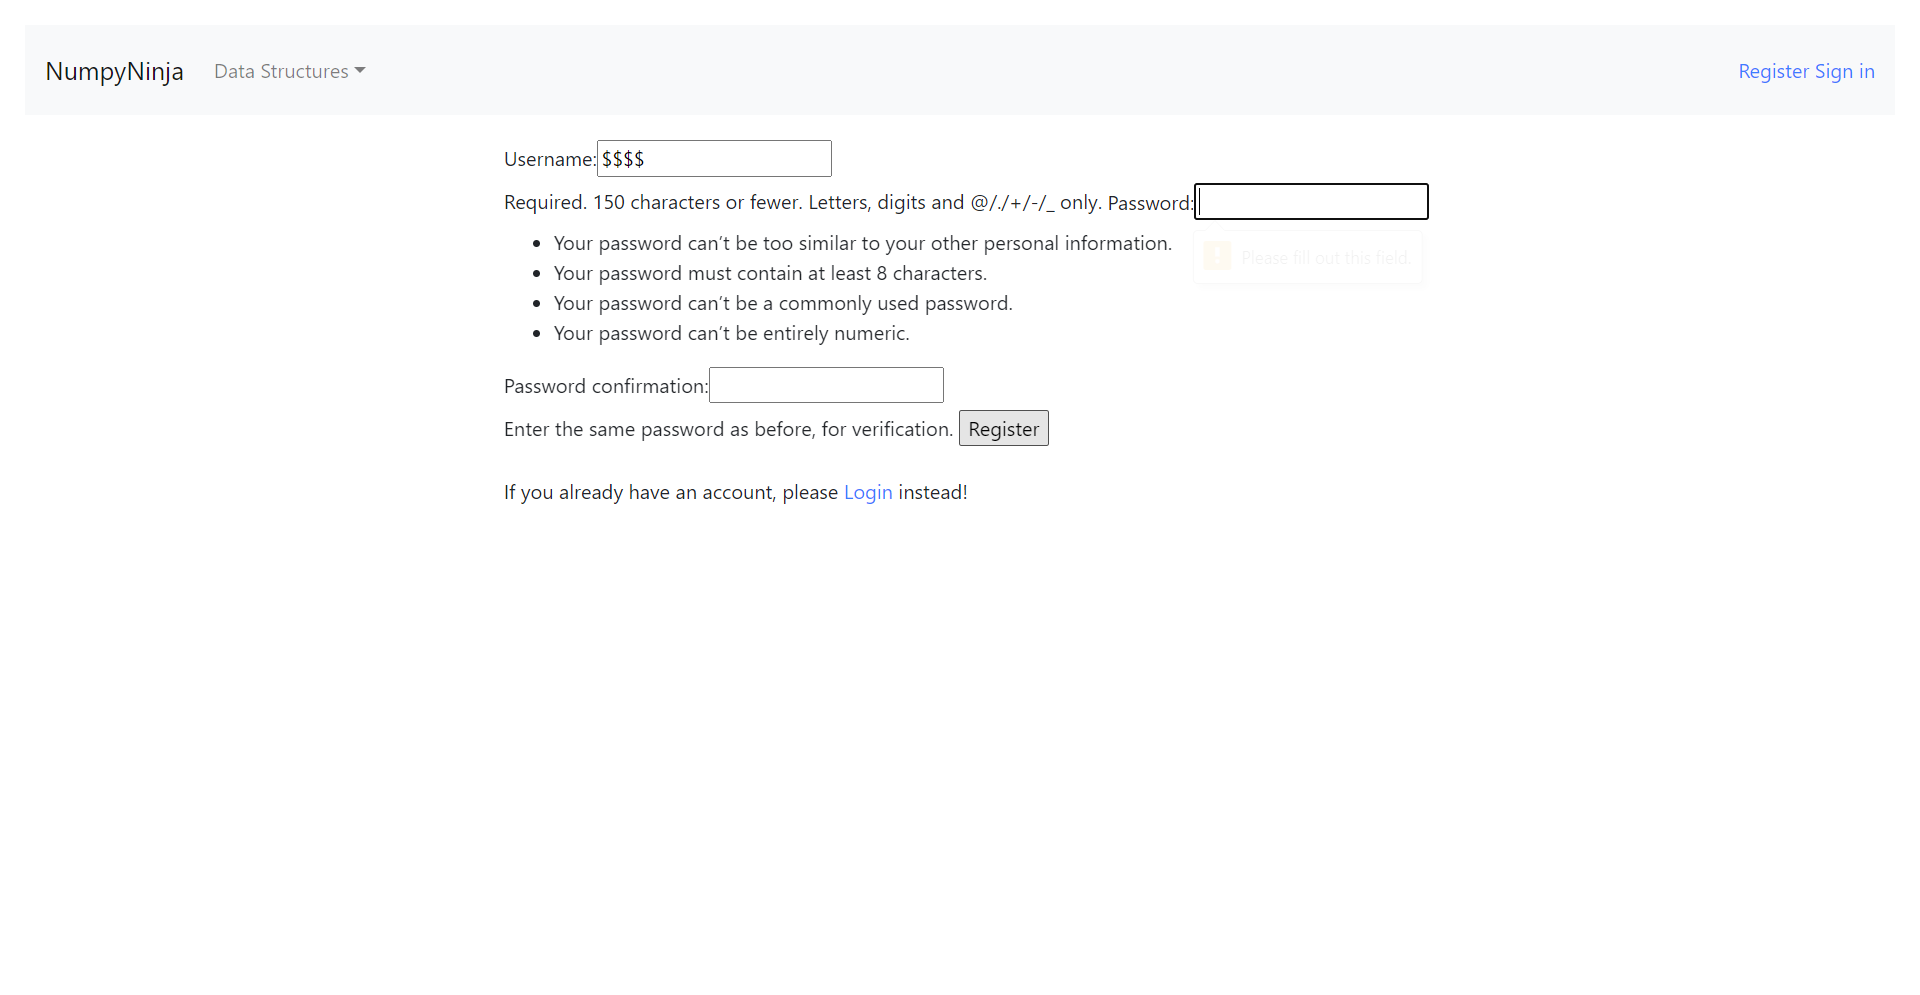 NumpyNinja Data Structures Register Sign in
Username: $$$$
Required. 150 characters or fewer. Letters, digits and @/./+/-/_ only. Password:
Your password can’t be too similar to your other personal information.
Please fill out this field.
Your password must contain at least 8 characters.
Your password can’t be a commonly used password.
Your password can’t be entirely numeric.
Password confirmation:
Enter the same password as before, for verification. Register
If you already have an account, please Login instead!